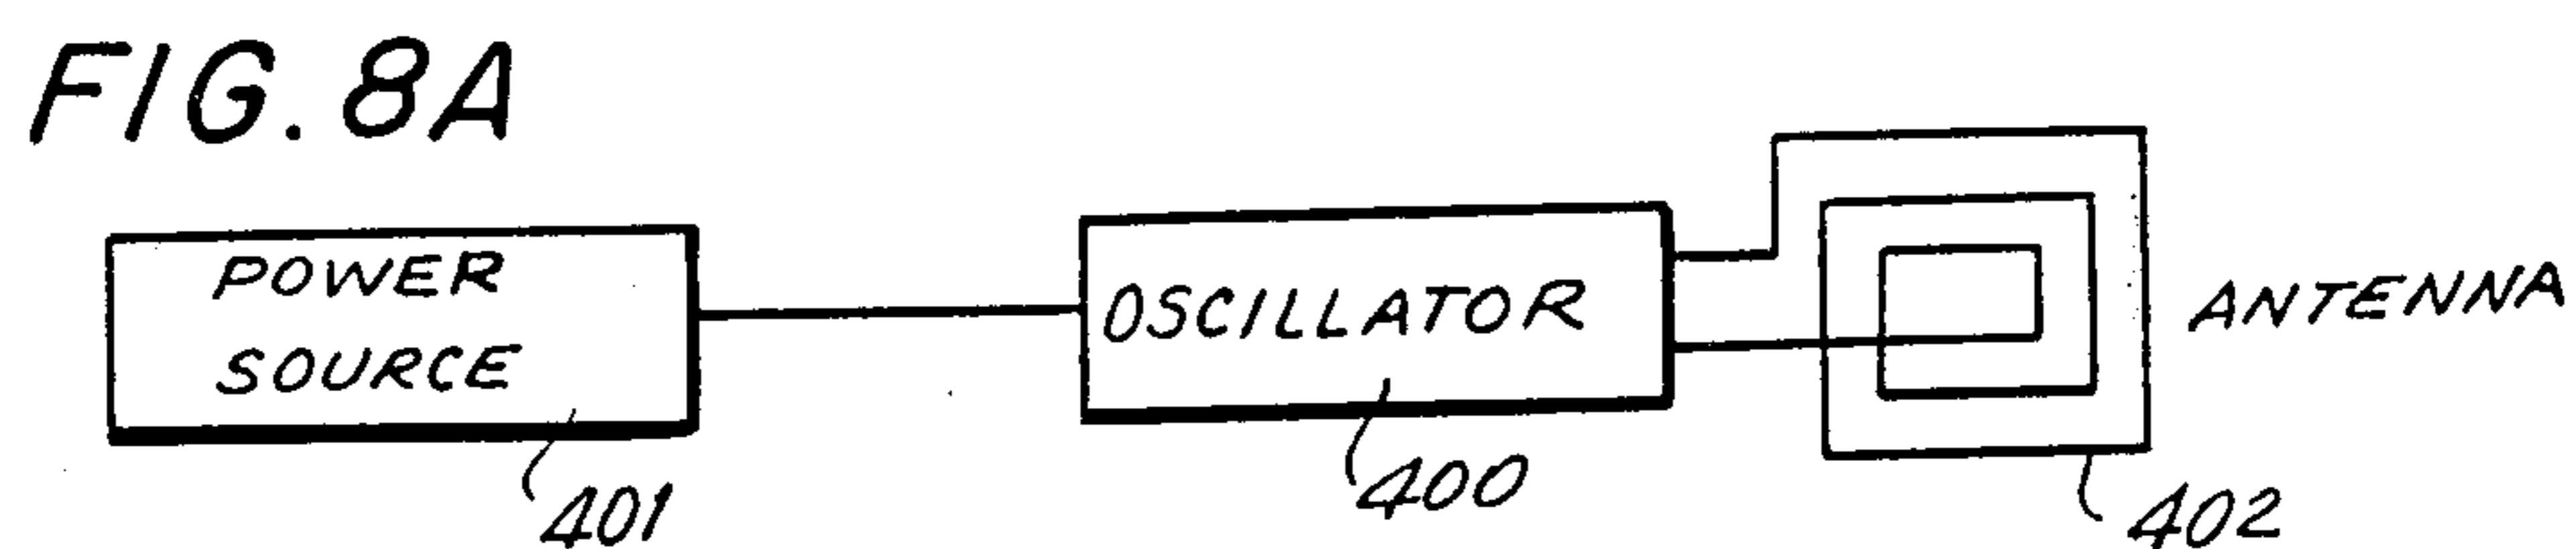 FIG. 8A
POWER
SOURCE
OSCILLATOR
ANTENNA
401
400
402